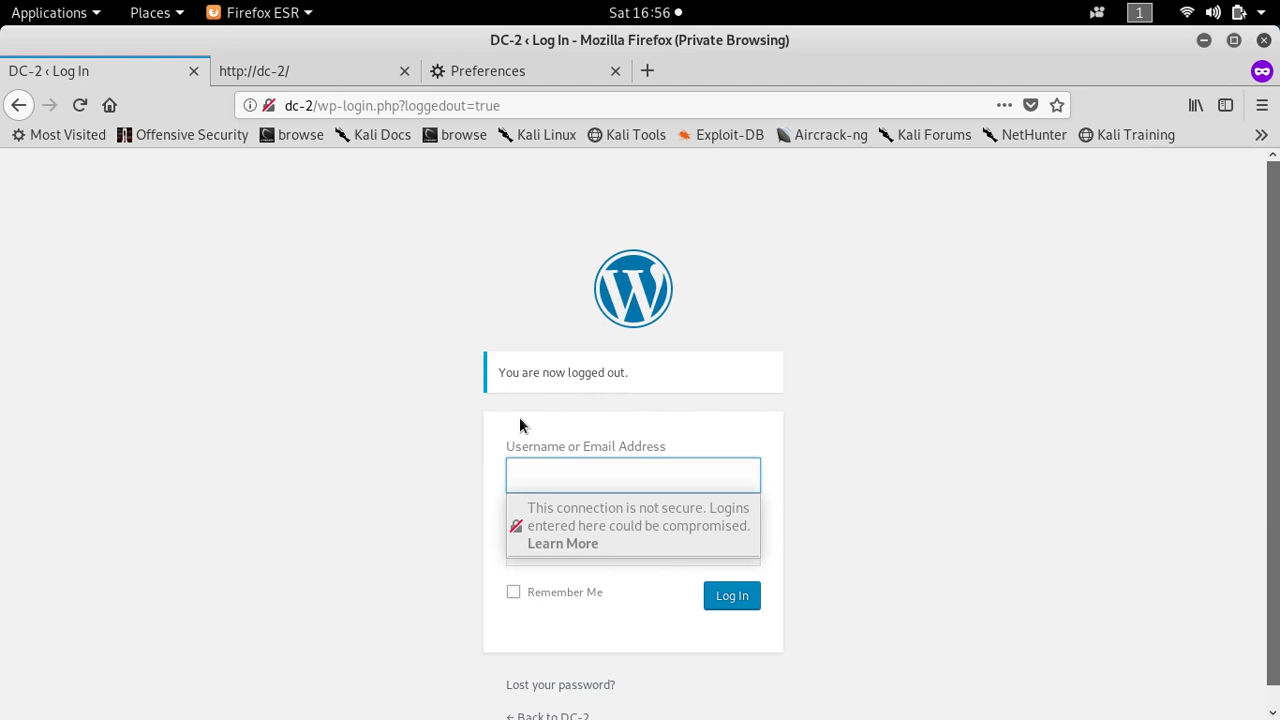 Applications Places Firefox ESR Sat 16:56 1
DC-2 ‹ Log In - Mozilla Firefox (Private Browsing)
DC-2 ‹ Log In http://dc-2/ Preferences
dc-2/wp-login.php?loggedout=true
Most Visited Offensive Security browse Kali Docs browse Kali Linux Kali Tools Exploit-DB Aircrack-ng Kali Forums NetHunter Kali Training
You are now logged out.
Username or Email Address
This connection is not secure. Logins
entered here could be compromised.
Learn More
Remember Me Log In
Lost your password?
← Back to DC-2